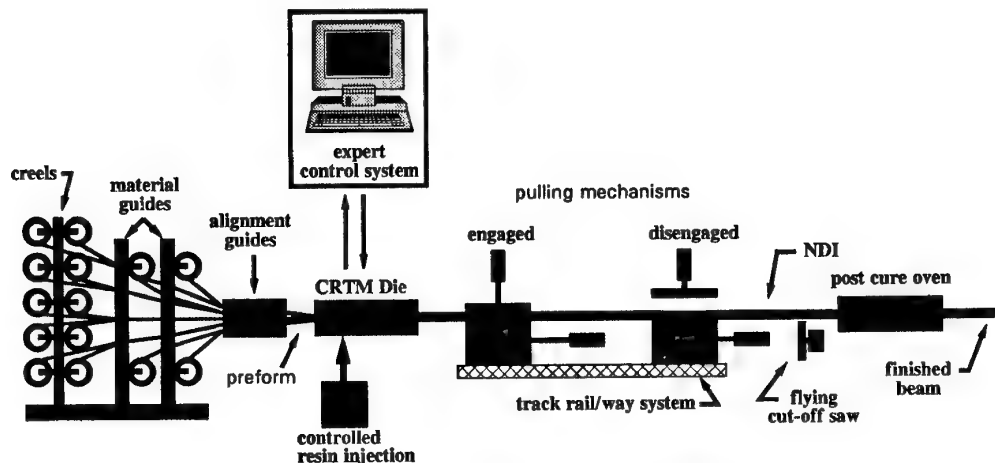 expert
control system
creels
material
guides
alignment
guides
CRTM Die
preform
controlled
resin injection
pulling mechanisms
engaged
disengaged
NDI
post cure oven
track rail/way system
flying
cut-off saw
finished
beam